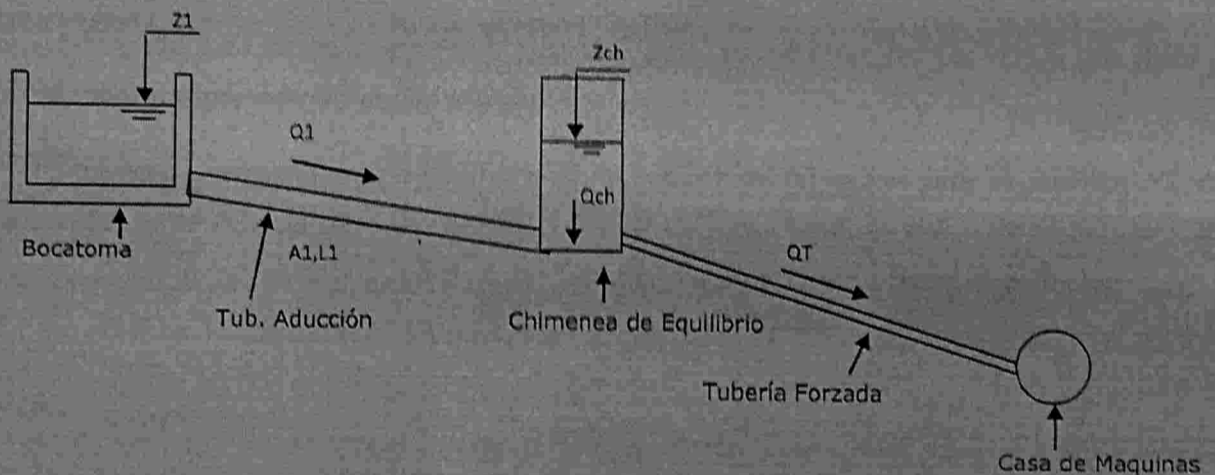 Z1
Zch
Q1
Qch
Bocatoma
A1,L1
QT
Tub. Aducción
Chimenea de Equilibrio
Tubería Forzada
Casa de Maquinas